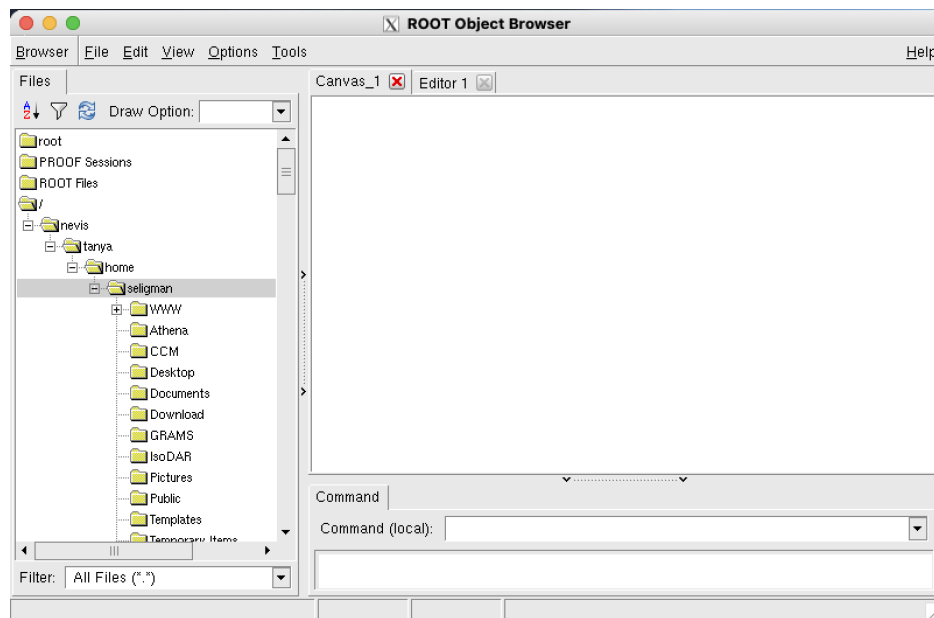 X ROOT Object Browser
Browser File Edit View Options Tools Help
Files
Canvas_1 Editor 1
Draw Option:
root
PROOF Sessions
ROOT Files
/
nevis
tanya
home
seligman
WWW
Athena
CCM
Desktop
Documents
Download
GRAMS
IsoDAR
Pictures
Public
Templates
Temporary Items
Filter: All Files (*.*)
Command
Command (local):